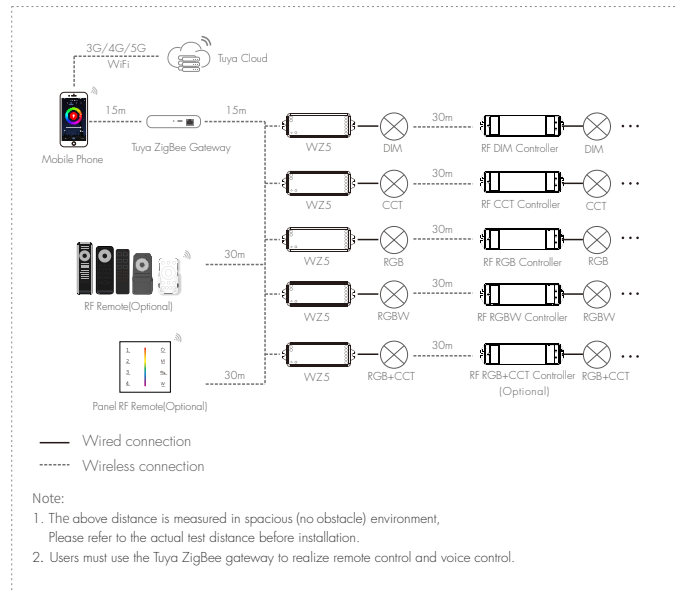 3G/4G/5G
WiFi
Tuya Cloud
15m
15m
Mobile Phone
Tuya ZigBee Gateway
WZ5
DIM
30m
RF DIM Controller
DIM
WZ5
CCT
30m
RF CCT Controller
CCT
WZ5
RGB
30m
RF RGB Controller
RGB
WZ5
RGBW
30m
RF RGBW Controller
RGBW
WZ5
RGB+CCT
30m
RF RGB+CCT Controller
(Optional)
RGB+CCT
30m
RF Remote(Optional)
1.
2.
3.
4.
30m
Panel RF Remote(Optional)
Wired connection
Wireless connection
Note:
1. The above distance is measured in spacious (no obstacle) environment,
Please refer to the actual test distance before installation.
2. Users must use the Tuya ZigBee gateway to realize remote control and voice control.